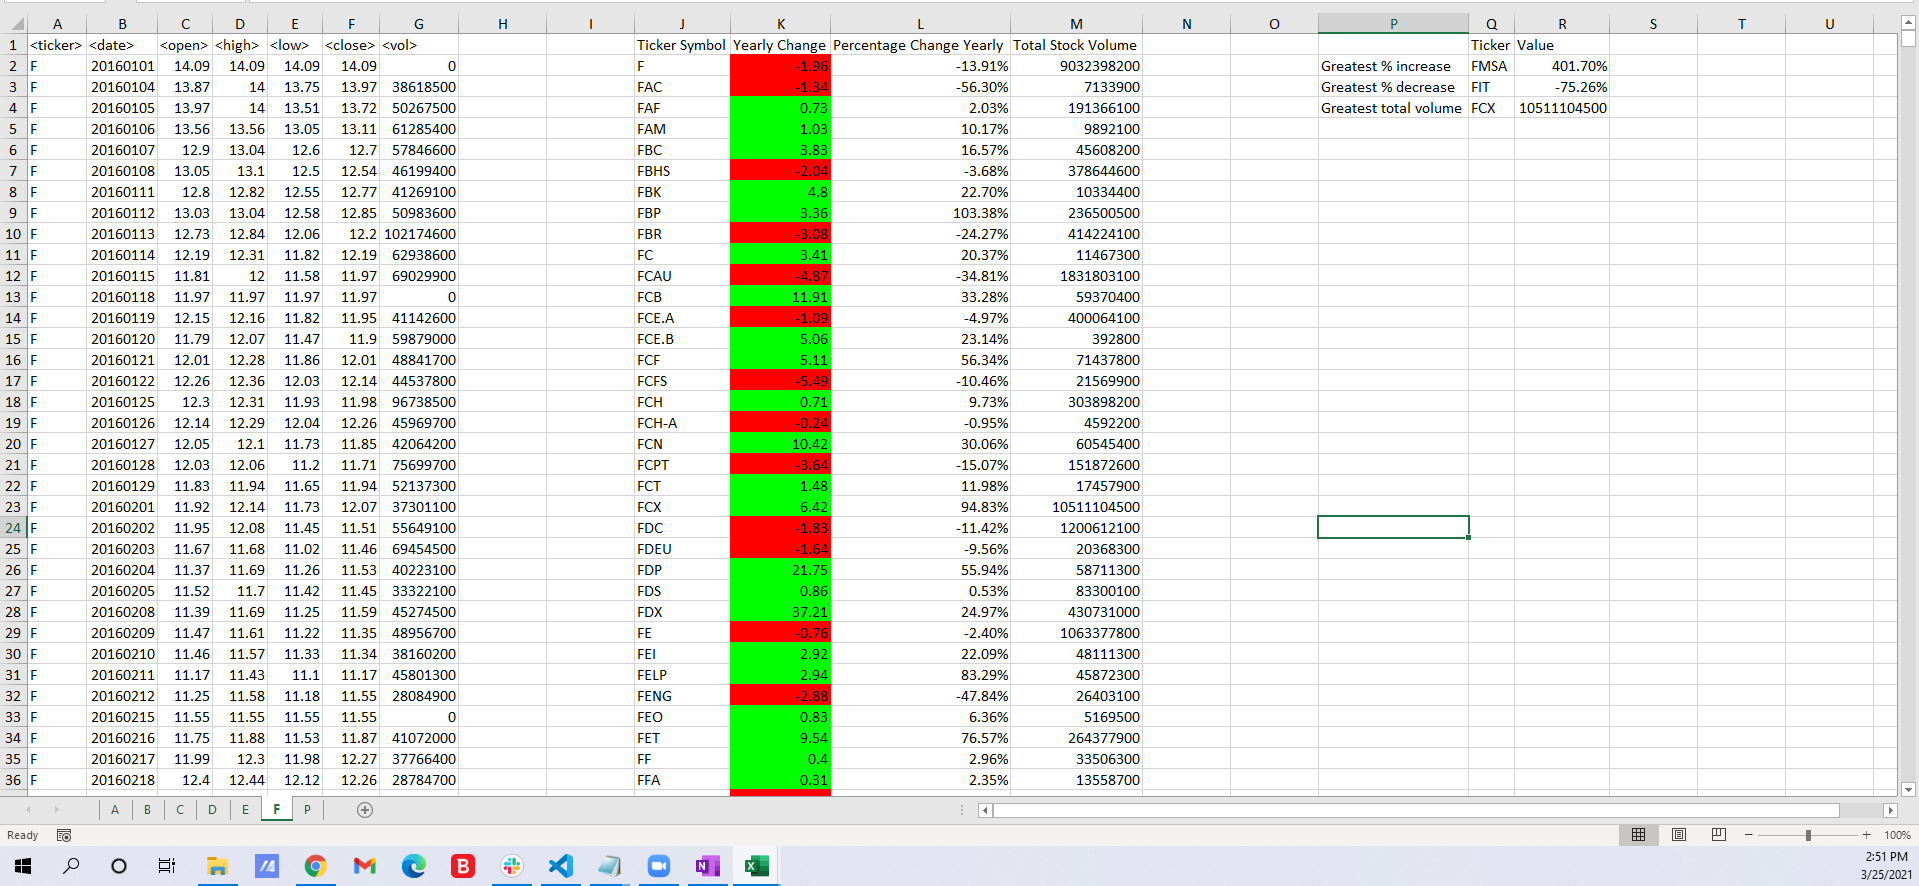 A B C D E F G H I J K L M N O P Q R S T U
1 <ticker> <date> <open> <high> <low> <close> <vol> Ticker Symbol Yearly Change Percentage Change Yearly Total Stock Volume Ticker Value
2 F 20160101 14.09 14.09 14.09 14.09 0 F -1.96 -13.91% 9032398200 Greatest % increase FMSA 401.70%
3 F 20160104 13.87 14 13.75 13.97 38618500 FAC -1.34 -56.30% 7133900 Greatest % decrease FIT -75.26%
4 F 20160105 13.97 14 13.51 13.72 50267500 FAF 0.73 2.03% 191366100 Greatest total volume FCX 10511104500
5 F 20160106 13.56 13.56 13.05 13.11 61285400 FAM 1.03 10.17% 9892100
6 F 20160107 12.9 13.04 12.6 12.7 57846600 FBC 3.83 16.57% 45608200
7 F 20160108 13.05 13.1 12.5 12.54 46199400 FBHS -2.04 -3.68% 378644600
8 F 20160111 12.8 12.82 12.55 12.77 41269100 FBK 4.8 22.70% 10334400
9 F 20160112 13.03 13.04 12.58 12.85 50983600 FBP 3.36 103.38% 236500500
10 F 20160113 12.73 12.84 12.06 12.2 102174600 FBR -3.08 -24.27% 414224100
11 F 20160114 12.19 12.31 11.82 12.19 62938600 FC 3.41 20.37% 11467300
12 F 20160115 11.81 12 11.58 11.97 69029900 FCAU -4.87 -34.81% 1831803100
13 F 20160118 11.97 11.97 11.97 11.97 0 FCB 11.91 33.28% 59370400
14 F 20160119 12.15 12.16 11.82 11.95 41142600 FCE.A -1.09 -4.97% 400064100
15 F 20160120 11.79 12.07 11.47 11.9 59879000 FCE.B 5.06 23.14% 392800
16 F 20160121 12.01 12.28 11.86 12.01 48841700 FCF 5.11 56.34% 71437800
17 F 20160122 12.26 12.36 12.03 12.14 44537800 FCFS -5.49 -10.46% 21569900
18 F 20160125 12.3 12.31 11.93 11.98 96738500 FCH 0.71 9.73% 303898200
19 F 20160126 12.14 12.29 12.04 12.26 45969700 FCH-A -0.24 -0.95% 4592200
20 F 20160127 12.05 12.1 11.73 11.85 42064200 FCN 10.42 30.06% 60545400
21 F 20160128 12.03 12.06 11.2 11.71 75699700 FCPT -3.64 -15.07% 151872600
22 F 20160129 11.83 11.94 11.65 11.94 52137300 FCT 1.48 11.98% 17457900
23 F 20160201 11.92 12.14 11.73 12.07 37301100 FCX 6.42 94.83% 10511104500
24 F 20160202 11.95 12.08 11.45 11.51 55649100 FDC -1.83 -11.42% 1200612100
25 F 20160203 11.67 11.68 11.02 11.46 69454500 FDEU -1.64 -9.56% 20368300
26 F 20160204 11.37 11.69 11.26 11.53 40223100 FDP 21.75 55.94% 58711300
27 F 20160205 11.52 11.7 11.42 11.45 33322100 FDS 0.86 0.53% 83300100
28 F 20160208 11.39 11.69 11.25 11.59 45274500 FDX 37.21 24.97% 430731000
29 F 20160209 11.47 11.61 11.22 11.35 48956700 FE -0.76 -2.40% 1063377800
30 F 20160210 11.46 11.57 11.33 11.34 38160200 FEI 2.92 22.09% 48111300
31 F 20160211 11.17 11.43 11.1 11.17 45801300 FELP 2.94 83.29% 45872300
32 F 20160212 11.25 11.58 11.18 11.55 28084900 FENG -2.88 -47.84% 26403100
33 F 20160215 11.55 11.55 11.55 11.55 0 FEO 0.83 6.36% 5169500
34 F 20160216 11.75 11.88 11.53 11.87 41072000 FET 9.54 76.57% 264377900
35 F 20160217 11.99 12.3 11.98 12.27 37766400 FF 0.4 2.96% 33506300
36 F 20160218 12.4 12.44 12.12 12.26 28784700 FFA 0.31 2.35% 13558700
A B C D E F P
Ready 100%
2:51 PM
3/25/2021